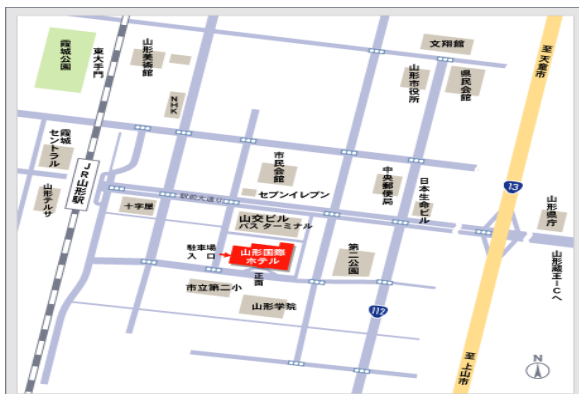 霞城公園
東大手門
山形美術館
NHK
文翔館
山形市役所
県民会館
至 天童市
霞城
セントラル
山形テルサ
JR山形駅
十字屋
市民会館
セブンイレブン
駅前大通り
山交ビル
バス ターミナル
中央郵便局
日本生命ビル
13
山形県庁
山形蔵王ICへ
駐車場
入 口
山形国際
ホテル
正面
第二公園
市立第二小
山形学院
112
至 上山市
N